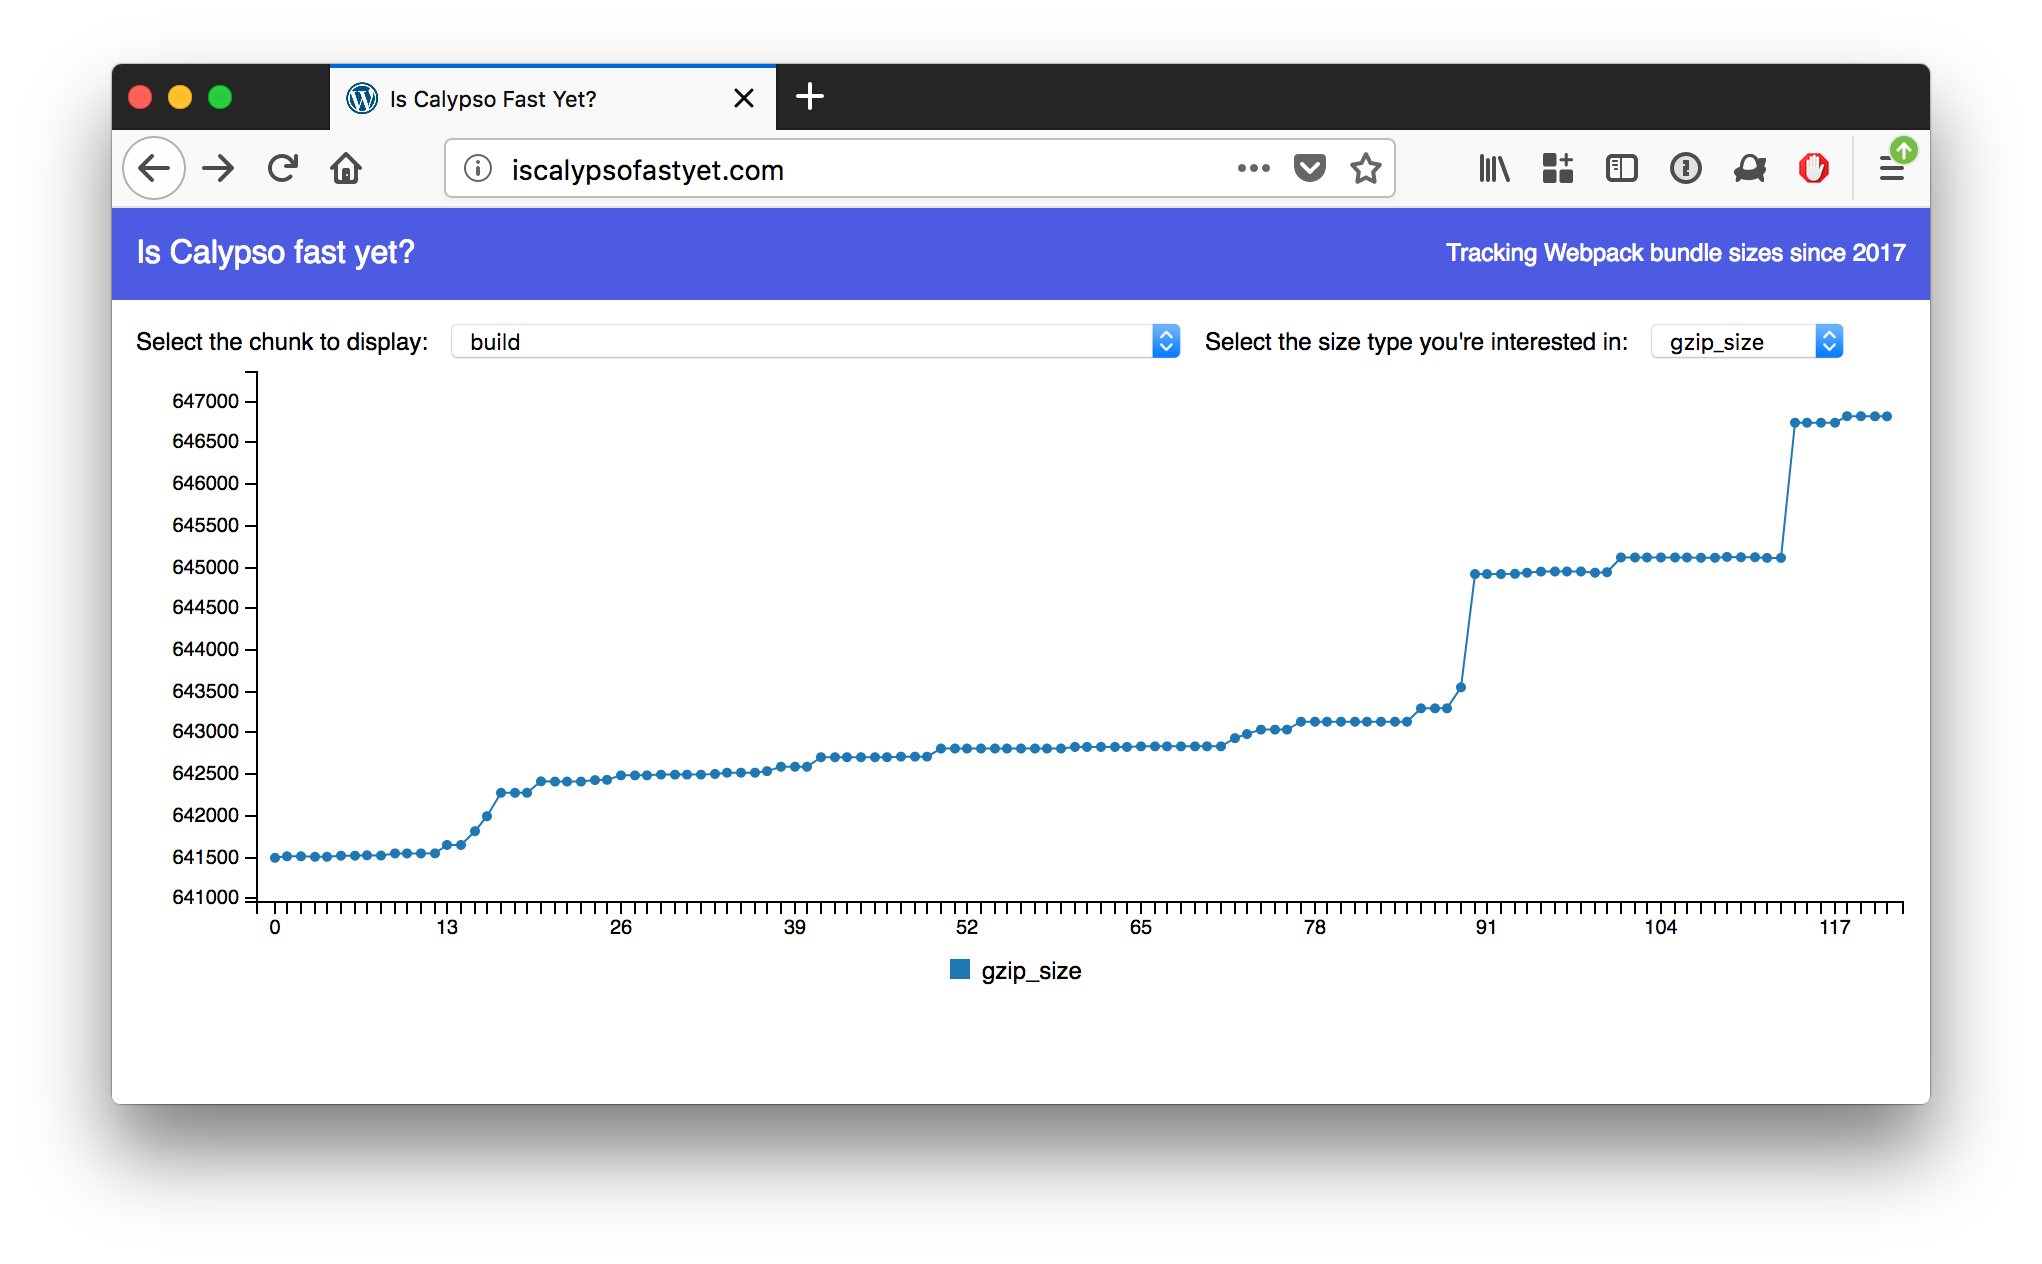 Is Calypso Fast Yet?
iscalypsofastyet.com
Is Calypso fast yet?
Tracking Webpack bundle sizes since 2017
Select the chunk to display: build Select the size type you're interested in: gzip_size
647000
646500
646000
645500
645000
644500
644000
643500
643000
642500
642000
641500
641000
0 13 26 39 52 65 78 91 104 117
gzip_size